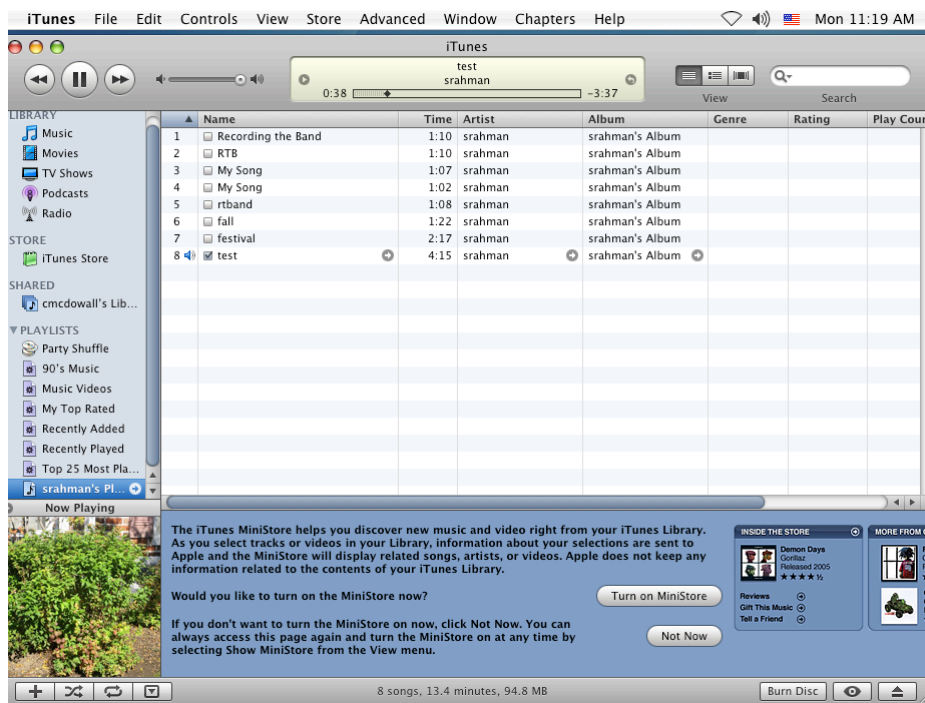 iTunes File Edit Controls View Store Advanced Window Chapters Help Mon 11:19 AM
iTunes
test
srahman
0:38 -3:37
View Search
LIBRARY
Music
Movies
TV Shows
Podcasts
Radio
STORE
iTunes Store
SHARED
cmcdowall's Lib...
PLAYLISTS
Party Shuffle
90's Music
Music Videos
My Top Rated
Recently Added
Recently Played
Top 25 Most Pla...
srahman's Pl...
Now Playing
Name Time Artist Album Genre Rating Play Cour
1 Recording the Band 1:10 srahman srahman's Album
2 RTB 1:10 srahman srahman's Album
3 My Song 1:07 srahman srahman's Album
4 My Song 1:02 srahman srahman's Album
5 rtband 1:08 srahman srahman's Album
6 fall 1:22 srahman srahman's Album
7 festival 2:17 srahman srahman's Album
8 test 4:15 srahman srahman's Album
The iTunes MiniStore helps you discover new music and video right from your iTunes Library.
As you select tracks or videos in your Library, information about your selections are sent to
Apple and the MiniStore will display related songs, artists, or videos. Apple does not keep any
information related to the contents of your iTunes Library.
Would you like to turn on the MiniStore now?
Turn on MiniStore
If you don't want to turn the MiniStore on now, click Not Now. You can
always access this page again and turn the MiniStore on at any time by
selecting Show MiniStore from the View menu.
Not Now
INSIDE THE STORE
Demon Days
Gorillaz
Released 2005
Reviews
Gift This Music
Tell a Friend
MORE FROM
8 songs, 13.4 minutes, 94.8 MB
Burn Disc